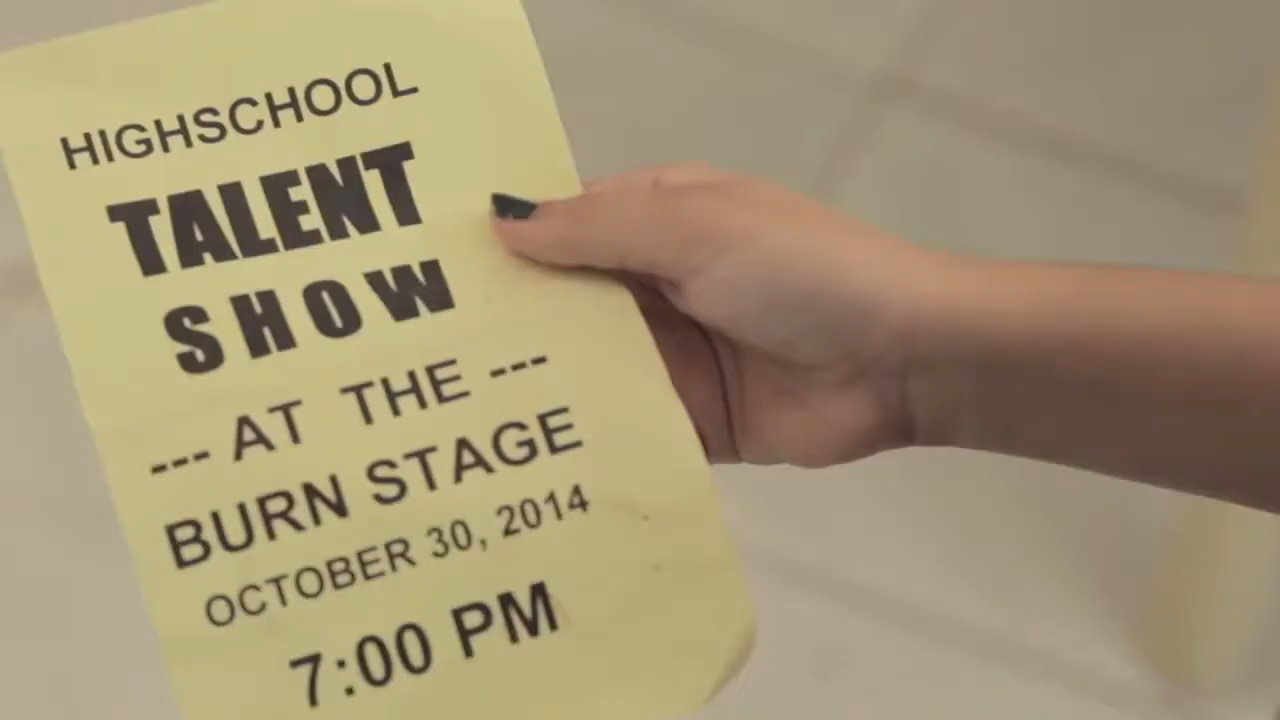 HIGHSCHOOL
TALENT
SHOW
--- AT THE ---
BURN STAGE
OCTOBER 30, 2014
7:00 PM